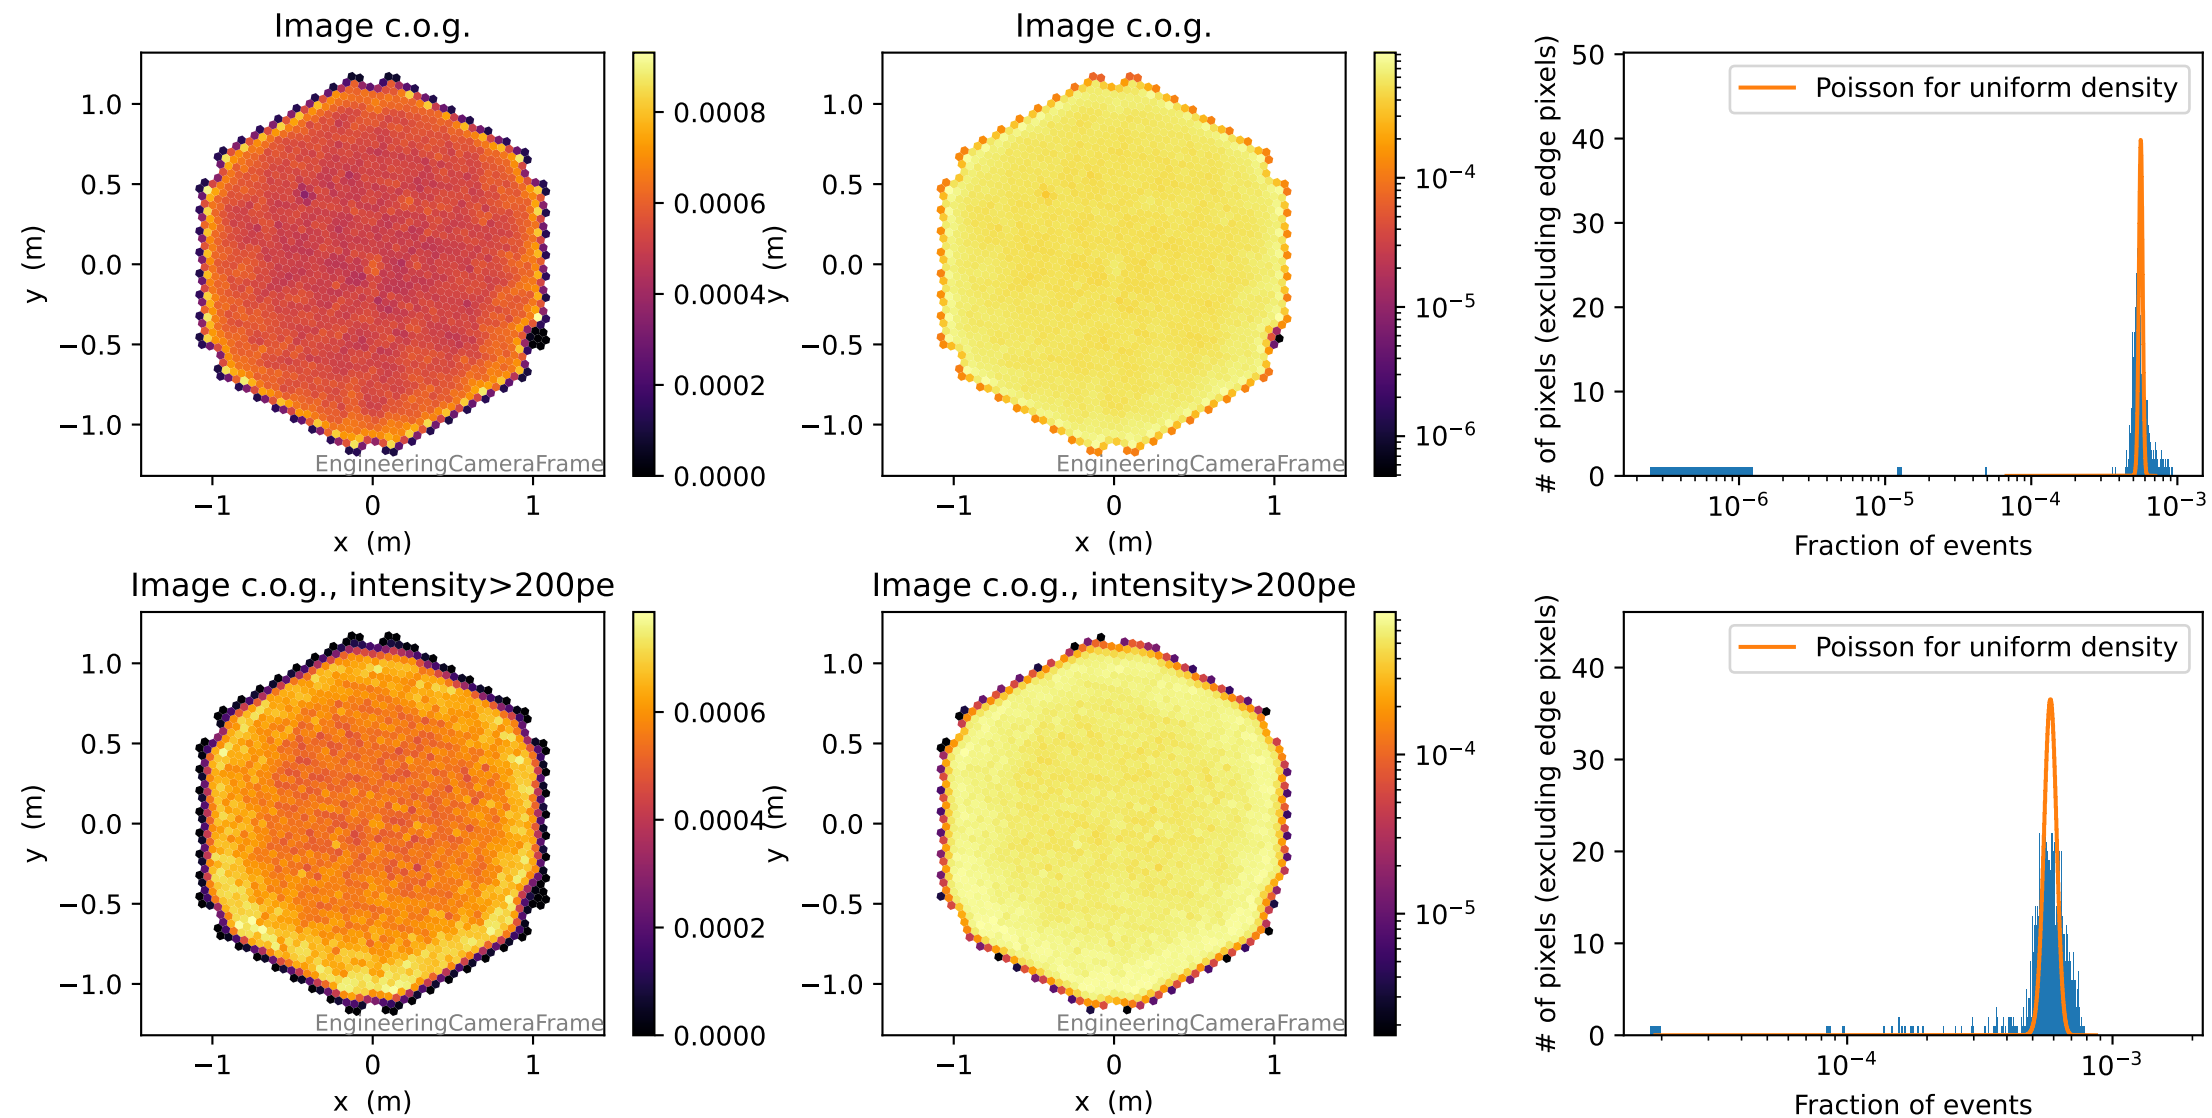 Image c.o.g.
1.0
0.5
0.0
−0.5
−1.0
y (m)
−1
0
1
x (m)
EngineeringCameraFrame
0.0008
0.0006
0.0004
0.0002
0.0000
Image c.o.g.
1.0
0.5
0.0
−0.5
−1.0
y (m)
−1
0
1
x (m)
EngineeringCameraFrame
10⁻⁴
10⁻⁵
10⁻⁶
50
40
30
20
10
0
# of pixels (excluding edge pixels)
Poisson for uniform density
10⁻⁶
10⁻⁵
10⁻⁴
10⁻³
Fraction of events
Image c.o.g., intensity>200pe
1.0
0.5
0.0
−0.5
−1.0
y (m)
−1
0
1
x (m)
EngineeringCameraFrame
0.0006
0.0004
0.0002
0.0000
Image c.o.g., intensity>200pe
1.0
0.5
0.0
−0.5
−1.0
y (m)
−1
0
1
x (m)
EngineeringCameraFrame
10⁻⁴
10⁻⁵
40
30
20
10
0
# of pixels (excluding edge pixels)
Poisson for uniform density
10⁻⁴
10⁻³
Fraction of events